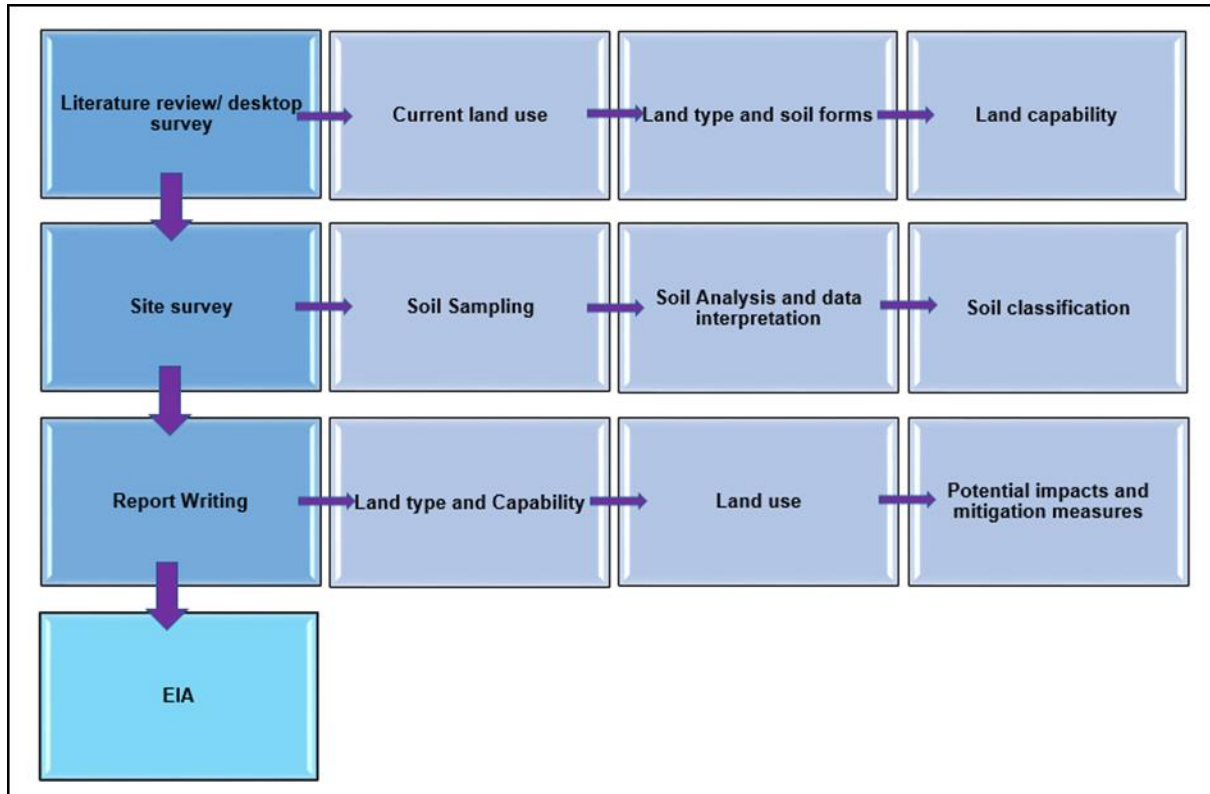 Literature review/ desktop
survey
Current land use
Land type and soil forms
Land capability
Site survey
Soil Sampling
Soil Analysis and data
interpretation
Soil classification
Report Writing
Land type and Capability
Land use
Potential impacts and
mitigation measures
EIA